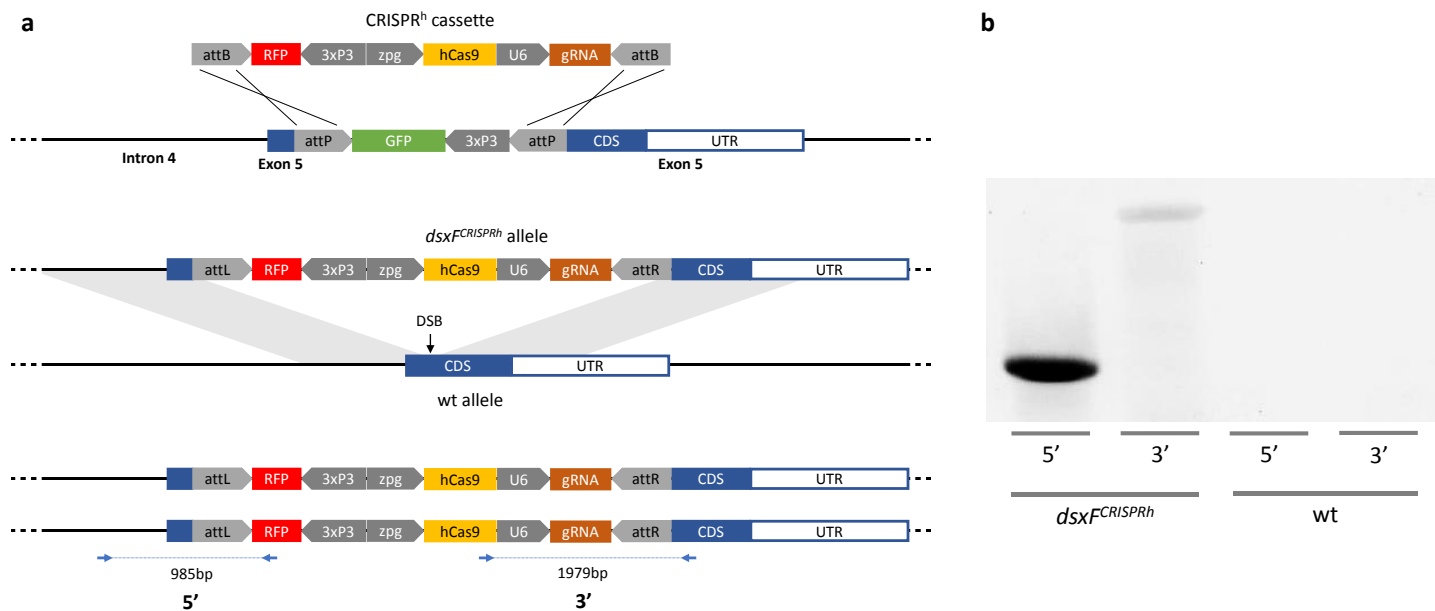 a
CRISPRʰ cassette
attB RFP 3xP3 zpg hCas9 U6 gRNA attB
attP GFP 3xP3 attP CDS UTR
Intron 4 Exon 5 Exon 5
dsxFCRISPRh allele
attL RFP 3xP3 zpg hCas9 U6 gRNA attR CDS UTR
DSB
CDS UTR
wt allele
attL RFP 3xP3 zpg hCas9 U6 gRNA attR CDS UTR
attL RFP 3xP3 zpg hCas9 U6 gRNA attR CDS UTR
985bp 1979bp
5’ 3’
b
5’ 3’ 5’ 3’
dsxFCRISPRh wt